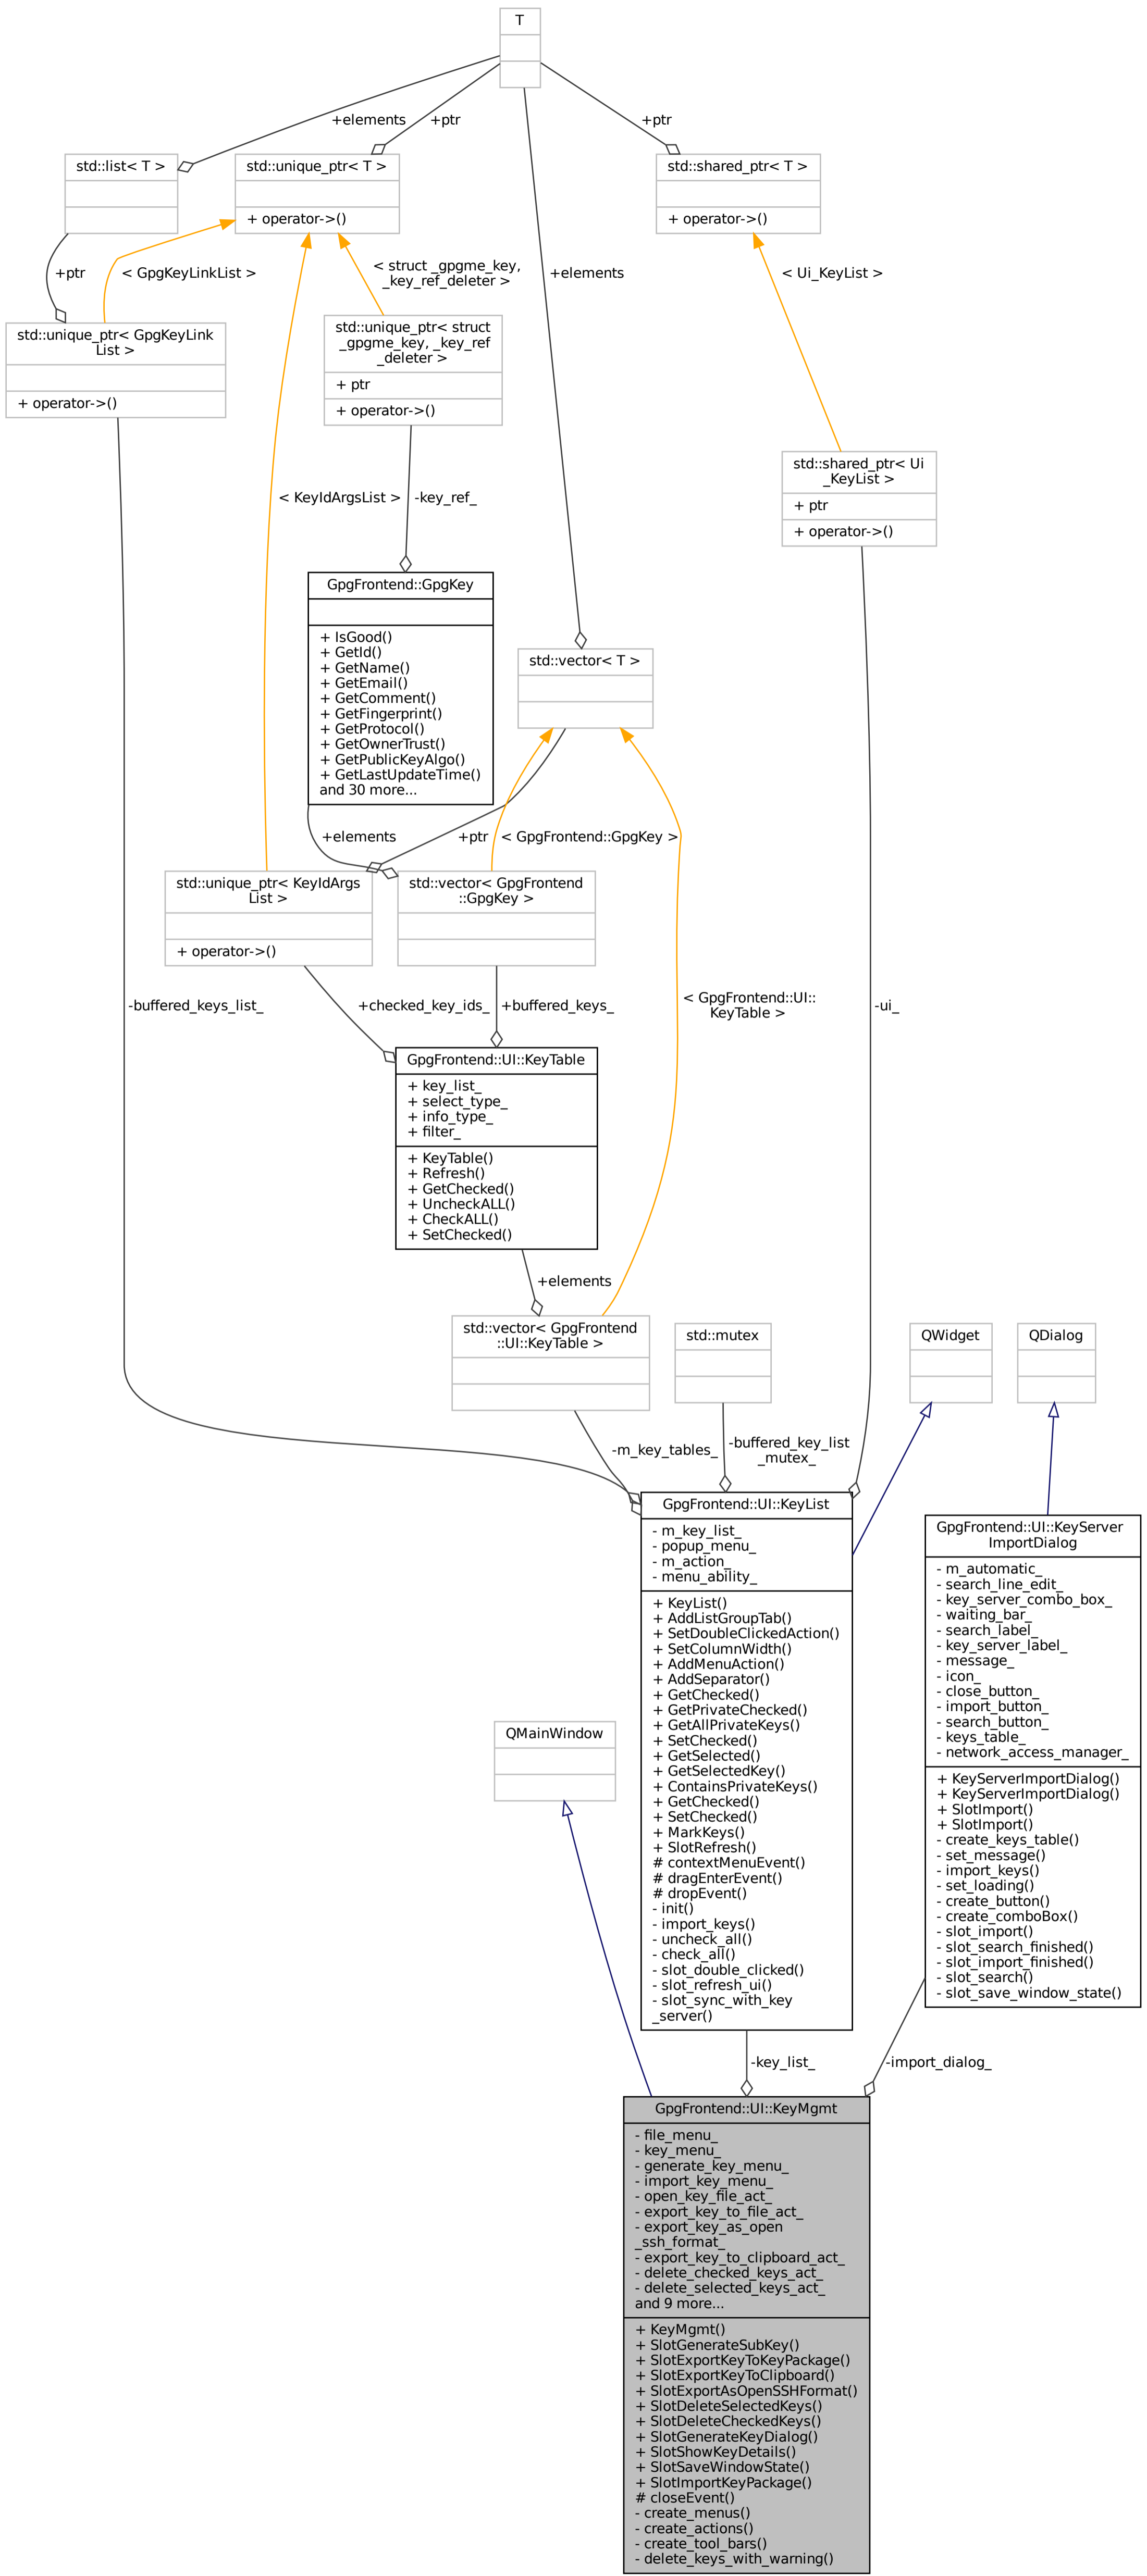 T
+elements
+ptr
+ptr
std::list< T >
std::unique_ptr< T >
+ operator->()
std::shared_ptr< T >
+ operator->()
+ptr
< GpgKeyLinkList >
< struct _gpgme_key,
_key_ref_deleter >
+elements
< Ui_KeyList >
std::unique_ptr< GpgKeyLink
List >
+ operator->()
std::unique_ptr< struct
_gpgme_key, _key_ref
_deleter >
+ ptr
+ operator->()
std::shared_ptr< Ui
_KeyList >
+ ptr
+ operator->()
< KeyIdArgsList >
-key_ref_
GpgFrontend::GpgKey
+ IsGood()
+ GetId()
+ GetName()
+ GetEmail()
+ GetComment()
+ GetFingerprint()
+ GetProtocol()
+ GetOwnerTrust()
+ GetPublicKeyAlgo()
+ GetLastUpdateTime()
and 30 more...
std::vector< T >
+elements
+ptr
< GpgFrontend::GpgKey >
std::unique_ptr< KeyIdArgs
List >
+ operator->()
std::vector< GpgFrontend
::GpgKey >
-buffered_keys_list_
+checked_key_ids_
+buffered_keys_
< GpgFrontend::UI::
KeyTable >
-ui_
GpgFrontend::UI::KeyTable
+ key_list_
+ select_type_
+ info_type_
+ filter_
+ KeyTable()
+ Refresh()
+ GetChecked()
+ UncheckALL()
+ CheckALL()
+ SetChecked()
+elements
std::vector< GpgFrontend
::UI::KeyTable >
std::mutex
QWidget
QDialog
-m_key_tables_
-buffered_key_list
_mutex_
GpgFrontend::UI::KeyList
- m_key_list_
- popup_menu_
- m_action_
- menu_ability_
+ KeyList()
+ AddListGroupTab()
+ SetDoubleClickedAction()
+ SetColumnWidth()
+ AddMenuAction()
+ AddSeparator()
+ GetChecked()
+ GetPrivateChecked()
+ GetAllPrivateKeys()
+ SetChecked()
+ GetSelected()
+ GetSelectedKey()
+ ContainsPrivateKeys()
+ GetChecked()
+ SetChecked()
+ MarkKeys()
+ SlotRefresh()
# contextMenuEvent()
# dragEnterEvent()
# dropEvent()
- init()
- import_keys()
- uncheck_all()
- check_all()
- slot_double_clicked()
- slot_refresh_ui()
- slot_sync_with_key
_server()
GpgFrontend::UI::KeyServer
ImportDialog
- m_automatic_
- search_line_edit_
- key_server_combo_box_
- waiting_bar_
- search_label_
- key_server_label_
- message_
- icon_
- close_button_
- import_button_
- search_button_
- keys_table_
- network_access_manager_
+ KeyServerImportDialog()
+ KeyServerImportDialog()
+ SlotImport()
+ SlotImport()
- create_keys_table()
- set_message()
- import_keys()
- set_loading()
- create_button()
- create_comboBox()
- slot_import()
- slot_search_finished()
- slot_import_finished()
- slot_search()
- slot_save_window_state()
QMainWindow
-key_list_
-import_dialog_
GpgFrontend::UI::KeyMgmt
- file_menu_
- key_menu_
- generate_key_menu_
- import_key_menu_
- open_key_file_act_
- export_key_to_file_act_
- export_key_as_open
_ssh_format_
- export_key_to_clipboard_act_
- delete_checked_keys_act_
- delete_selected_keys_act_
and 9 more...
+ KeyMgmt()
+ SlotGenerateSubKey()
+ SlotExportKeyToKeyPackage()
+ SlotExportKeyToClipboard()
+ SlotExportAsOpenSSHFormat()
+ SlotDeleteSelectedKeys()
+ SlotDeleteCheckedKeys()
+ SlotGenerateKeyDialog()
+ SlotShowKeyDetails()
+ SlotSaveWindowState()
+ SlotImportKeyPackage()
# closeEvent()
- create_menus()
- create_actions()
- create_tool_bars()
- delete_keys_with_warning()